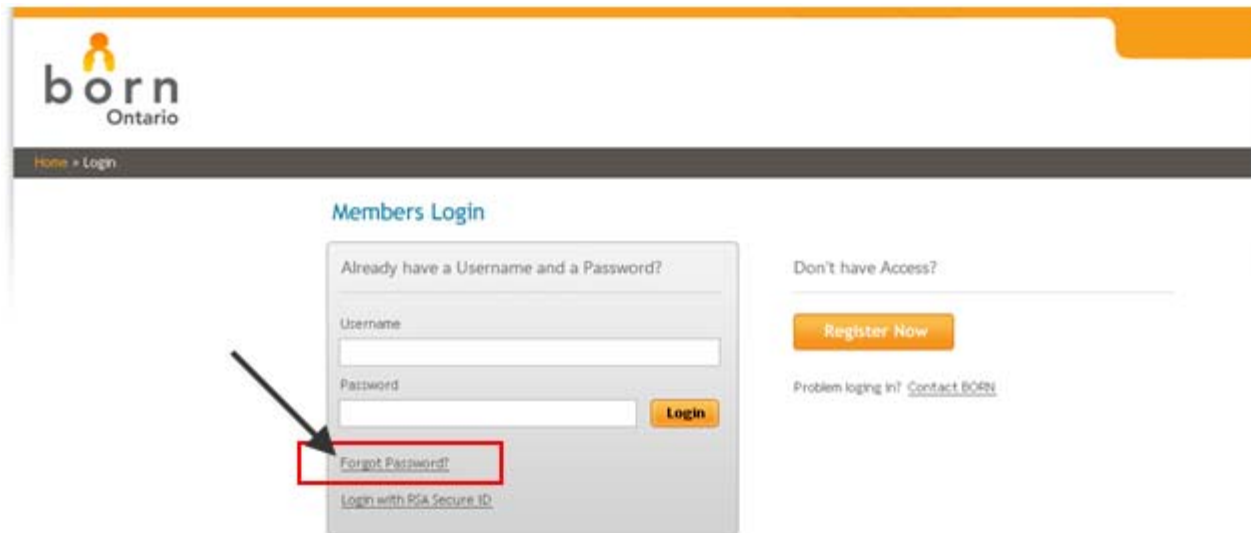 born
Ontario
Home » Login
Members Login
Already have a Username and a Password?
Username
Password
Login
Forgot Password?
Login with RSA Secure ID
Don't have Access?
Register Now
Problem loging in? Contact BORN